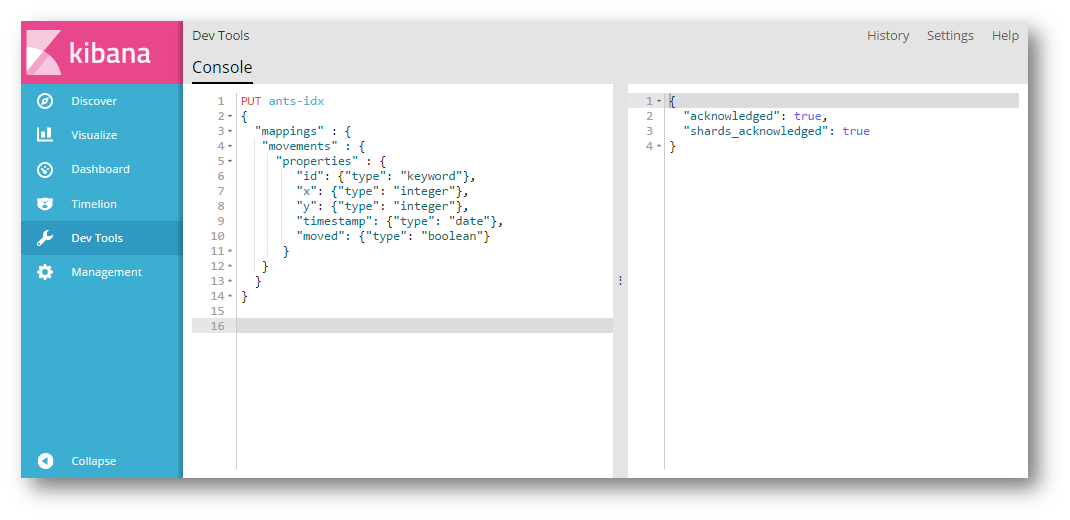 kibana
Discover
Visualize
Dashboard
Timelion
Dev Tools
Management
Collapse
Dev Tools
History Settings Help
Console
1 PUT ants-idx
2 {
3 "mappings" : {
4 "movements" : {
5 "properties" : {
6 "id": {"type": "keyword"},
7 "x": {"type": "integer"},
8 "y": {"type": "integer"},
9 "timestamp": {"type": "date"},
10 "moved": {"type": "boolean"}
11 }
12 }
13 }
14 }
15
16
1 {
2 "acknowledged": true,
3 "shards_acknowledged": true
4 }